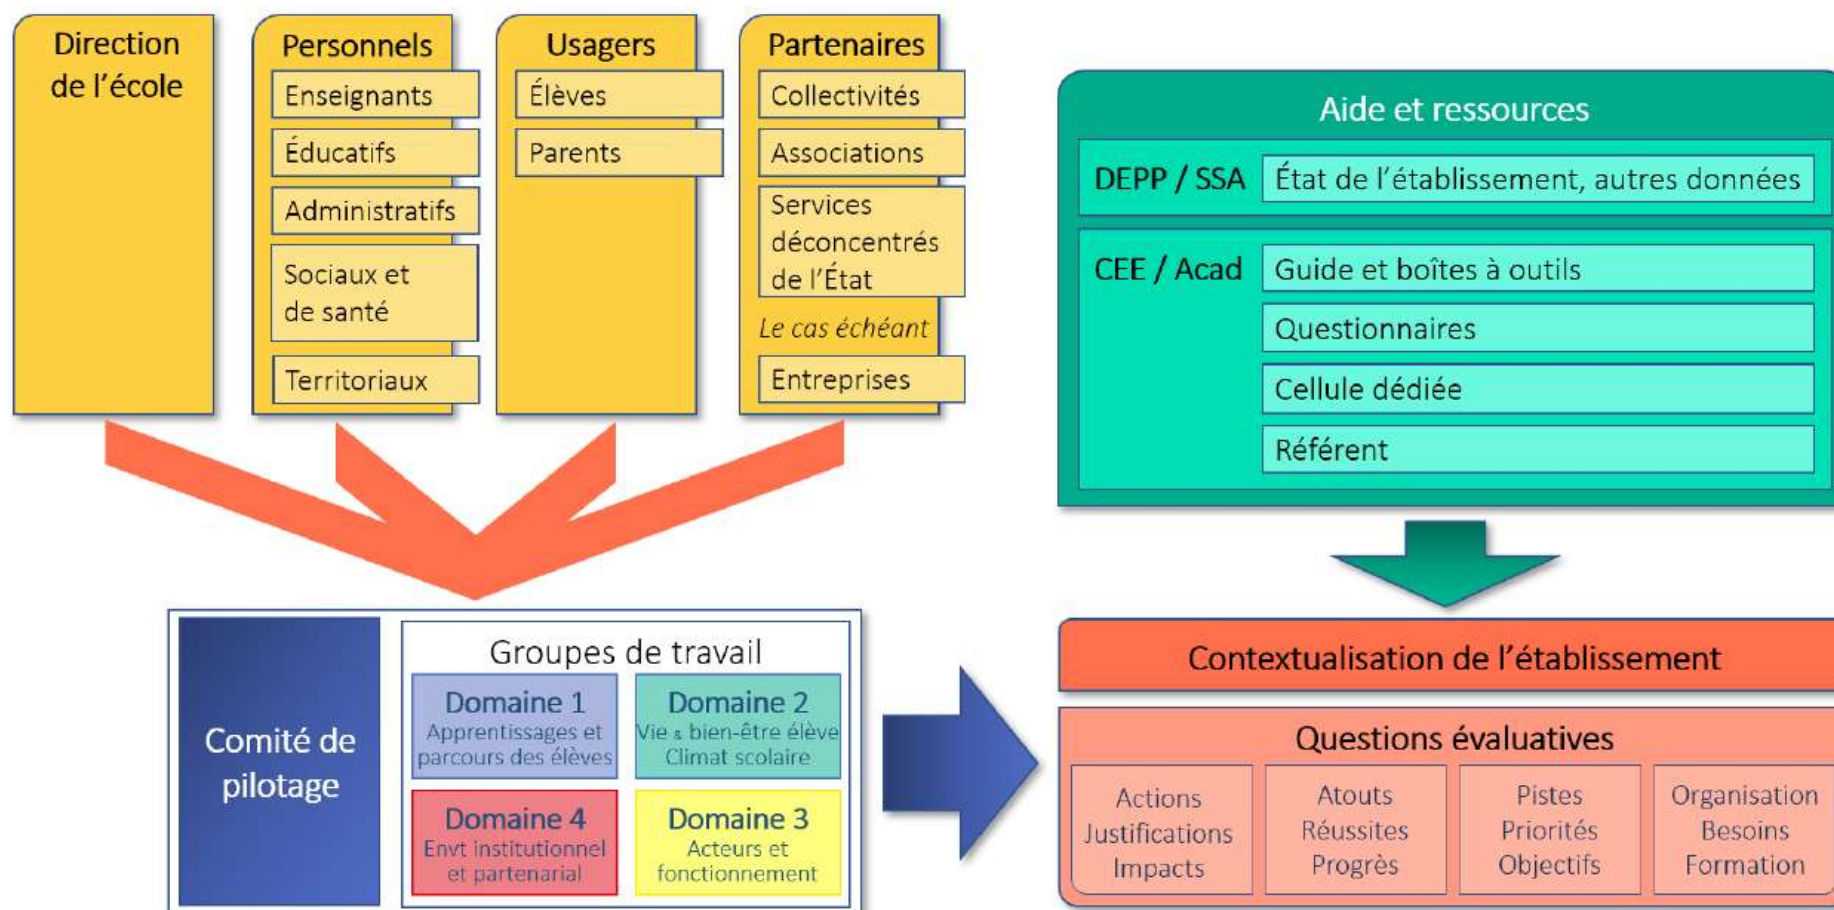 Direction
de l'école
Personnels
Enseignants
Éducatifs
Administratifs
Sociaux et
de santé
Territoriaux
Usagers
Élèves
Parents
Partenaires
Collectivités
Associations
Services
déconcentrés
de l'État
Le cas échéant
Entreprises
Aide et ressources
DEPP / SSA
État de l'établissement, autres données
CEE / Acad
Guide et boîtes à outils
Questionnaires
Cellule dédiée
Référent
Comité de
pilotage
Groupes de travail
Domaine 1
Apprentissages et
parcours des élèves
Domaine 2
Vie & bien-être élève
Climat scolaire
Domaine 4
Envt institutionnel
et partenarial
Domaine 3
Acteurs et
fonctionnement
Contextualisation de l'établissement
Questions évaluatives
Actions
Justifications
Impacts
Atouts
Réussites
Progrès
Pistes
Priorités
Objectifs
Organisation
Besoins
Formation